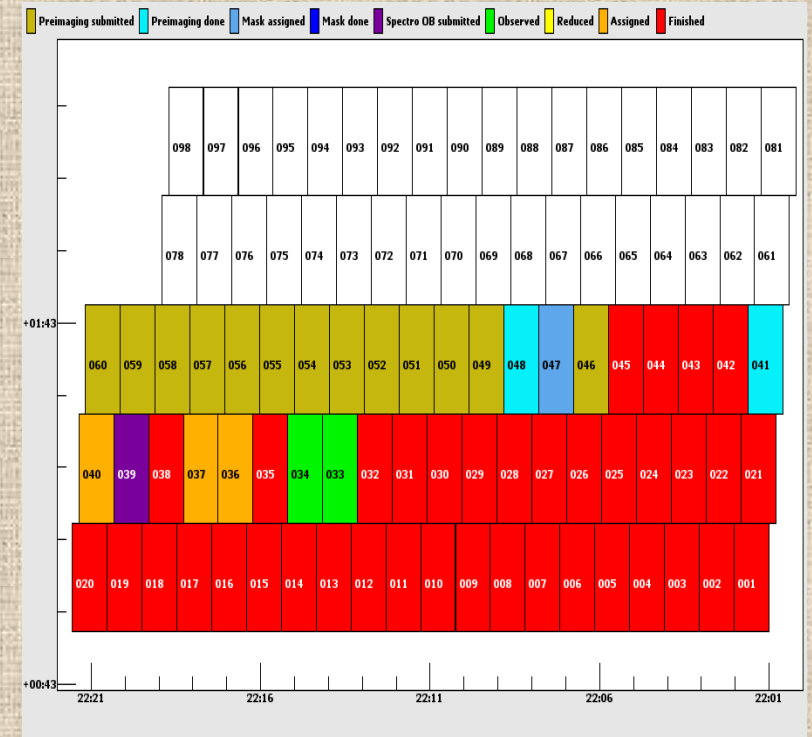 Preimaging submitted Preimaging done Mask assigned Mask done Spectro OB submitted Observed Reduced Assigned Finished
098 097 096 095 094 093 092 091 090 089 088 087 086 085 084 083 082 081
078 077 076 075 074 073 072 071 070 069 068 067 066 065 064 063 062 061
+01:43
060 059 058 057 056 055 054 053 052 051 050 049 048 047 046 045 044 043 042 041
040 039 038 037 036 035 034 033 032 031 030 029 028 027 026 025 024 023 022 021
020 019 018 017 016 015 014 013 012 011 010 009 008 007 006 005 004 003 002 001
+00:43
22:21 22:16 22:11 22:06 22:01